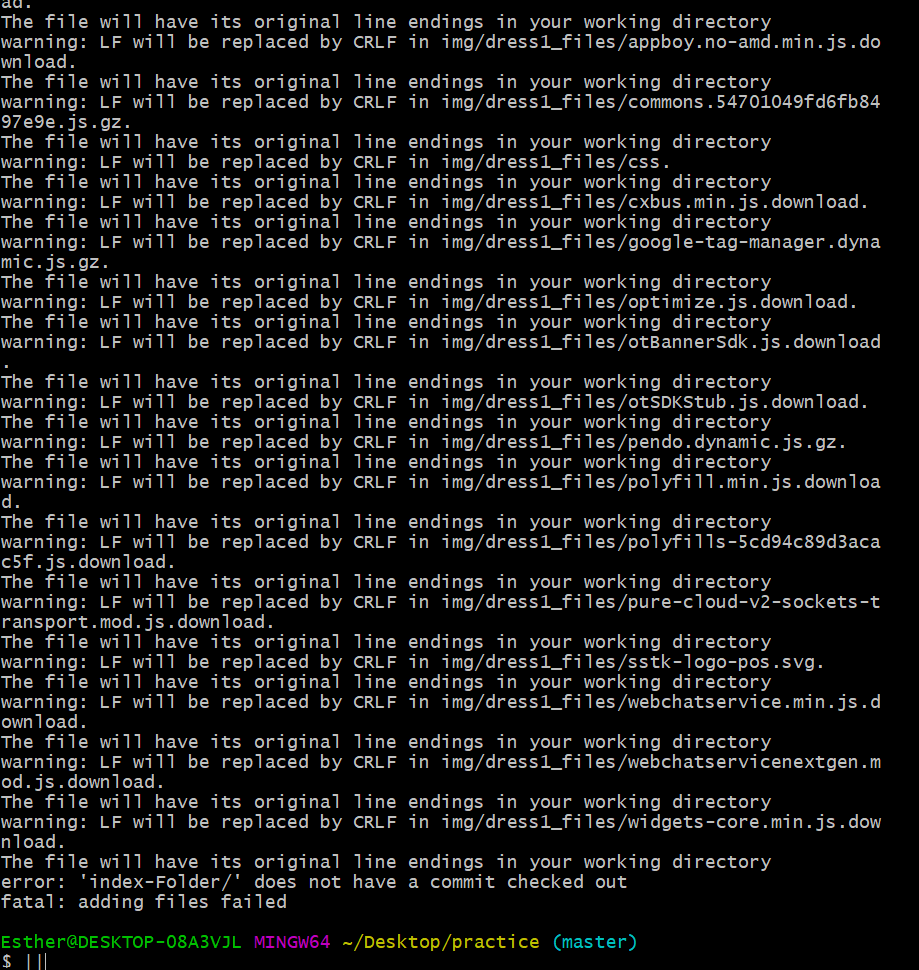 ad.
The file will have its original line endings in your working directory
warning: LF will be replaced by CRLF in img/dress1_files/appboy.no-amd.min.js.do
wnload.
The file will have its original line endings in your working directory
warning: LF will be replaced by CRLF in img/dress1_files/commons.54701049fd6fb84
97e9e.js.gz.
The file will have its original line endings in your working directory
warning: LF will be replaced by CRLF in img/dress1_files/css.
The file will have its original line endings in your working directory
warning: LF will be replaced by CRLF in img/dress1_files/cxbus.min.js.download.
The file will have its original line endings in your working directory
warning: LF will be replaced by CRLF in img/dress1_files/google-tag-manager.dyna
mic.js.gz.
The file will have its original line endings in your working directory
warning: LF will be replaced by CRLF in img/dress1_files/optimize.js.download.
The file will have its original line endings in your working directory
warning: LF will be replaced by CRLF in img/dress1_files/otBannerSdk.js.download
.
The file will have its original line endings in your working directory
warning: LF will be replaced by CRLF in img/dress1_files/otSDKStub.js.download.
The file will have its original line endings in your working directory
warning: LF will be replaced by CRLF in img/dress1_files/pendo.dynamic.js.gz.
The file will have its original line endings in your working directory
warning: LF will be replaced by CRLF in img/dress1_files/polyfill.min.js.downloa
d.
The file will have its original line endings in your working directory
warning: LF will be replaced by CRLF in img/dress1_files/polyfills-5cd94c89d3aca
c5f.js.download.
The file will have its original line endings in your working directory
warning: LF will be replaced by CRLF in img/dress1_files/pure-cloud-v2-sockets-t
ransport.mod.js.download.
The file will have its original line endings in your working directory
warning: LF will be replaced by CRLF in img/dress1_files/sstk-logo-pos.svg.
The file will have its original line endings in your working directory
warning: LF will be replaced by CRLF in img/dress1_files/webchatservice.min.js.d
ownload.
The file will have its original line endings in your working directory
warning: LF will be replaced by CRLF in img/dress1_files/webchatservicenextgen.m
od.js.download.
The file will have its original line endings in your working directory
warning: LF will be replaced by CRLF in img/dress1_files/widgets-core.min.js.dow
nload.
The file will have its original line endings in your working directory
error: 'index-Folder/' does not have a commit checked out
fatal: adding files failed
Esther@DESKTOP-O8A3VJL MINGW64 ~/Desktop/practice (master)
$ ||